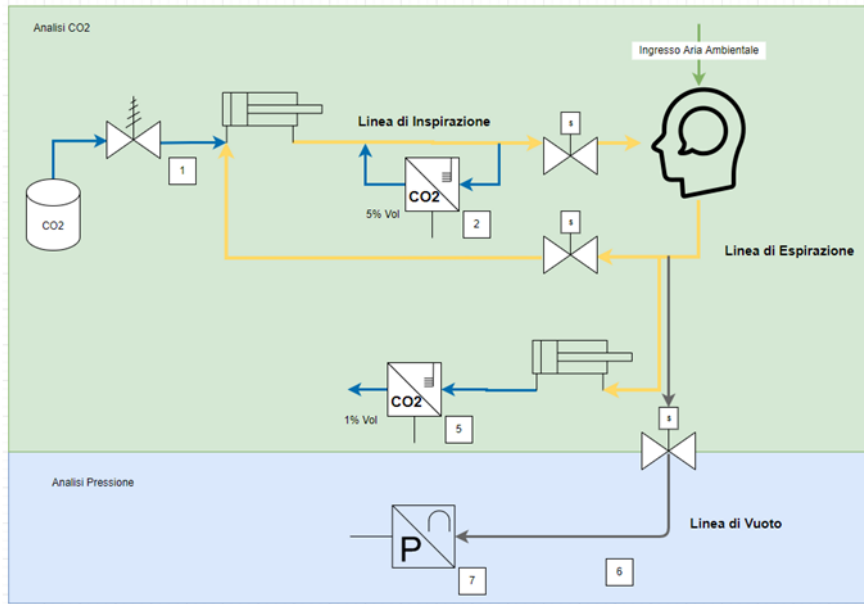 Analisi CO2
Ingresso Aria Ambientale
Linea di Inspirazione
S
1
CO2
CO2
5% Vol
2
S
Linea di Espirazione
CO2
1% Vol
5
S
Analisi Pressione
Linea di Vuoto
P
7
6